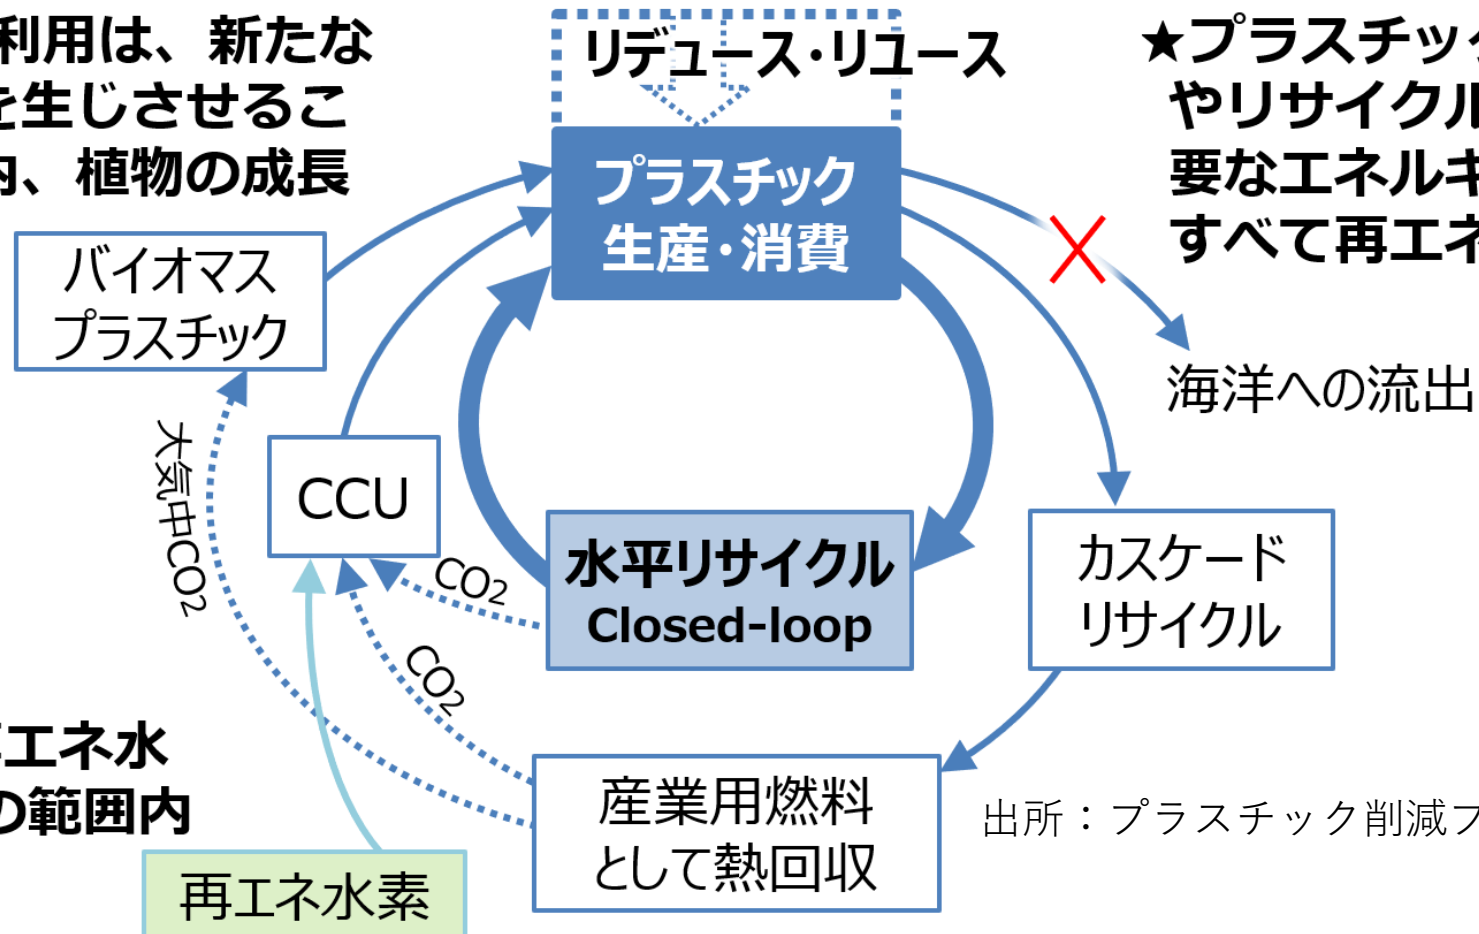 利用は、新たな
を生じさせるこ
内、植物の成長
リデュース・リユース
★プラスチック
やリサイクル
要なエネルギ
すべて再エネ
プラスチック
生産・消費
バイオマス
プラスチック
海洋への流出
大気中CO2
CCU
CO2
水平リサイクル
Closed-loop
カスケード
リサイクル
CO2
エネ水
の範囲内
産業用燃料
として熱回収
出所：プラスチック削減プ
再エネ水素